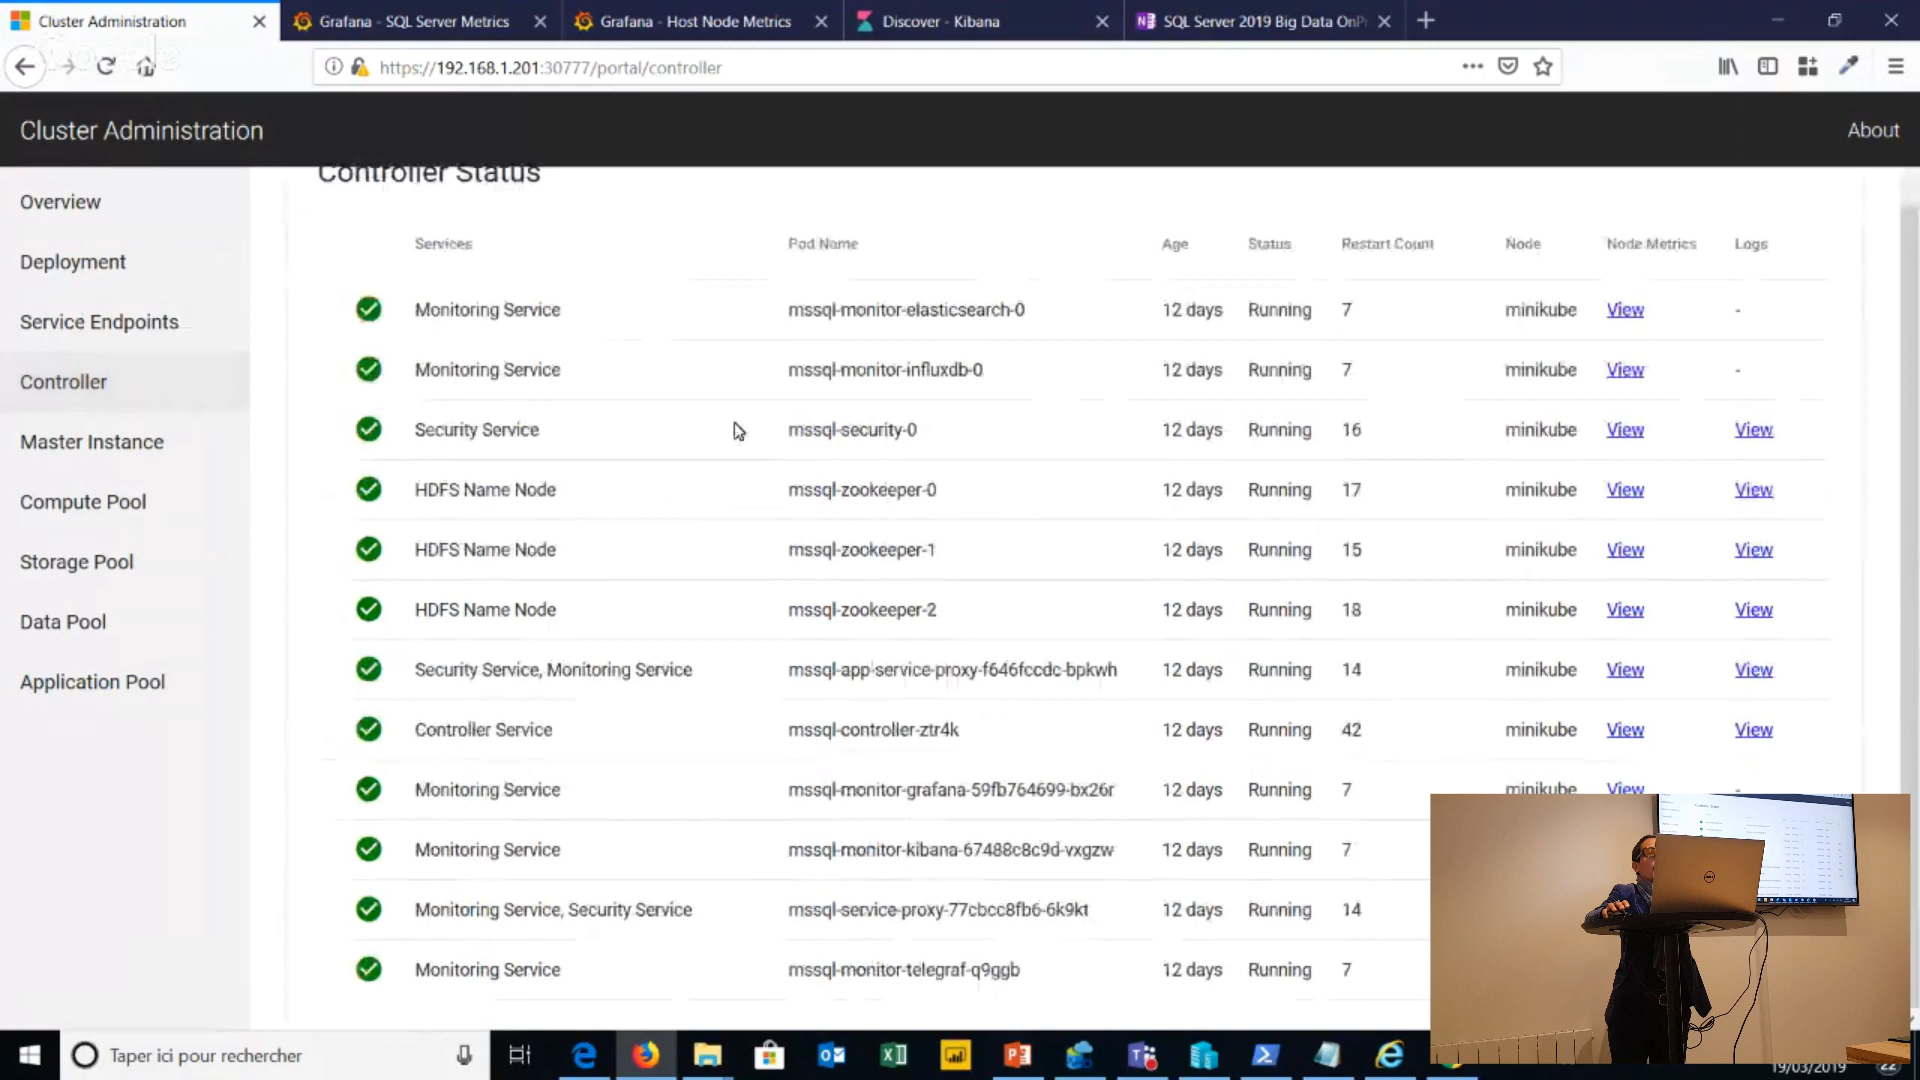 Cluster Administration
Grafana - SQL Server Metrics
Grafana - Host Node Metrics
Discover - Kibana
SQL Server 2019 Big Data OnPr
https://192.168.1.201:30777/portal/controller
Cluster Administration
About
Overview
Deployment
Service Endpoints
Controller
Master Instance
Compute Pool
Storage Pool
Data Pool
Application Pool
Controller Status
Services Pod Name Age Status Restart Count Node Node Metrics Logs
Monitoring Service mssql-monitor-elasticsearch-0 12 days Running 7 minikube View -
Monitoring Service mssql-monitor-influxdb-0 12 days Running 7 minikube View -
Security Service mssql-security-0 12 days Running 16 minikube View View
HDFS Name Node mssql-zookeeper-0 12 days Running 17 minikube View View
HDFS Name Node mssql-zookeeper-1 12 days Running 15 minikube View View
HDFS Name Node mssql-zookeeper-2 12 days Running 18 minikube View View
Security Service, Monitoring Service mssql-app-service-proxy-f646fccdc-bpkwh 12 days Running 14 minikube View View
Controller Service mssql-controller-ztr4k 12 days Running 42 minikube View View
Monitoring Service mssql-monitor-grafana-59fb764699-bx26r 12 days Running 7 minikube View -
Monitoring Service mssql-monitor-kibana-67488c8c9d-vxgzw 12 days Running 7
Monitoring Service, Security Service mssql-service-proxy-77cbcc8fb6-6k9kt 12 days Running 14
Monitoring Service mssql-monitor-telegraf-q9ggb 12 days Running 7
Taper ici pour rechercher
19/03/2019
22